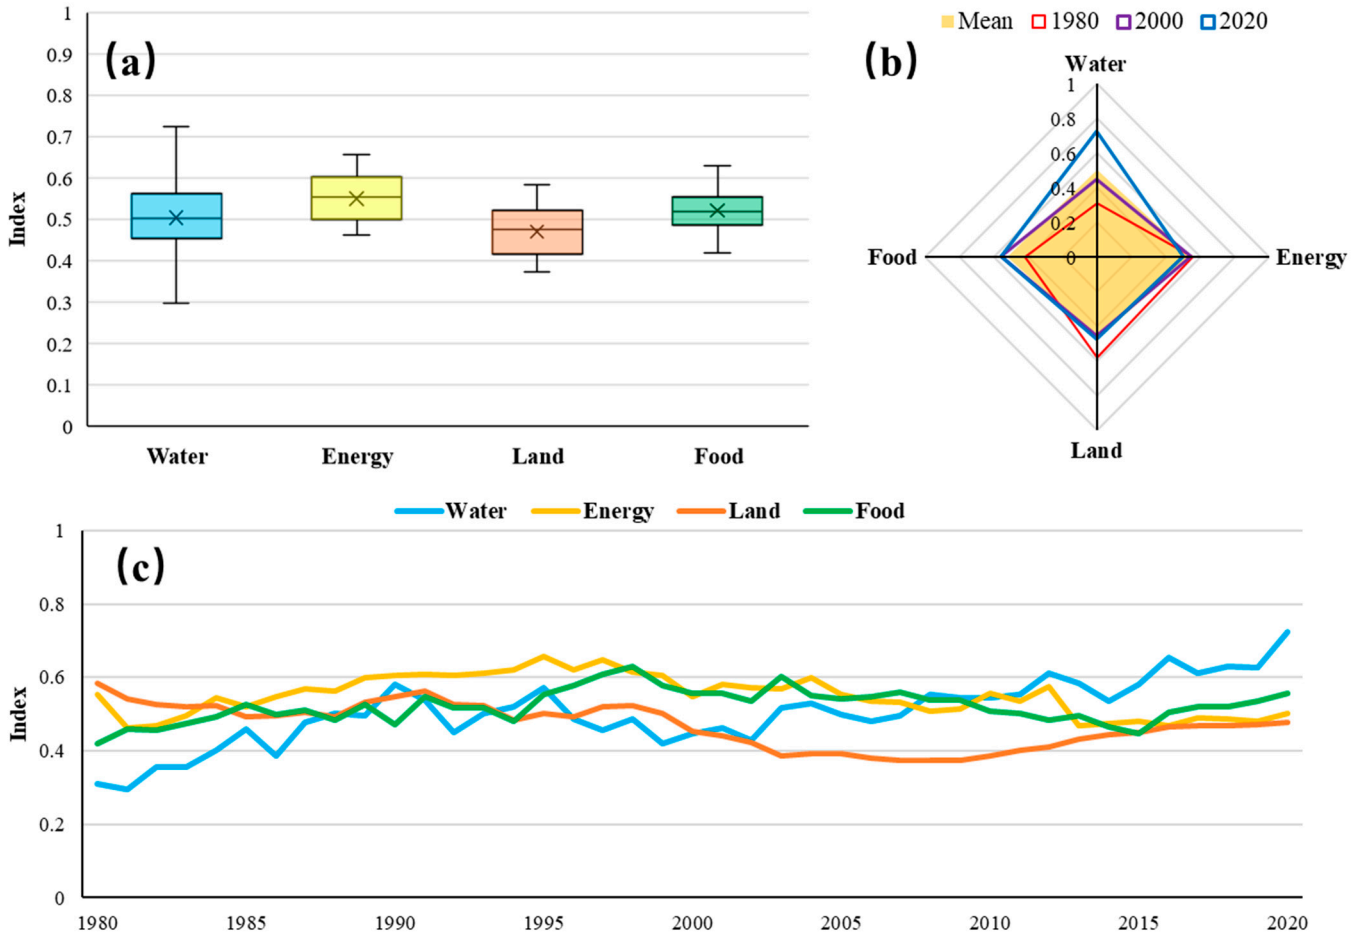 (a)
Index
1
0.9
0.8
0.7
0.6
0.5
0.4
0.3
0.2
0.1
0
Water Energy Land Food
Mean 1980 2000 2020
(b)
Water
1
0.8
0.6
0.4
0.2
0
Food
Energy
Land
Water Energy Land Food
(c)
Index
1
0.8
0.6
0.4
0.2
0
1980 1985 1990 1995 2000 2005 2010 2015 2020